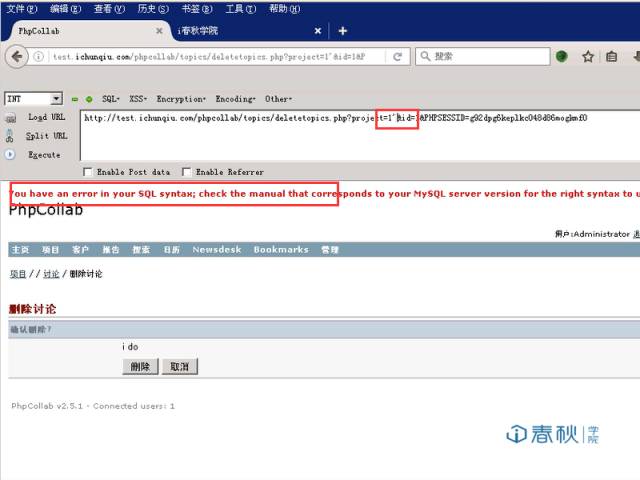 文件(F) 编辑(E) 查看(V) 历史(S) 书签(B) 工具(T) 帮助(H)
PhpCollab × i春秋学院 × +
test.ichunqiu.com/phpcollab/topics/deletetopics.php?project=1'&id=1&P 搜索
INT SQL- XSS- Encryption- Encoding- Other-
Load URL http://test.ichunqiu.com/phpcollab/topics/deletetopics.php?project=1'&id=1&PHPSESSID=
Split URL
Execute
Enable Post data Enable Referrer
You have an error in your SQL syntax; check the manual that corresponds to your MySQL server version for the right syntax to u
PhpCollab
用户:Administrator
主页 项目 客户 报告 搜索 日历 Newsdesk Bookmarks 管理
项目 / / 讨论 / 删除讨论
删除讨论
确认删除?
i do
删除 取消
PhpCollab v2.5.1 - Connected users: 1
i春秋 学院